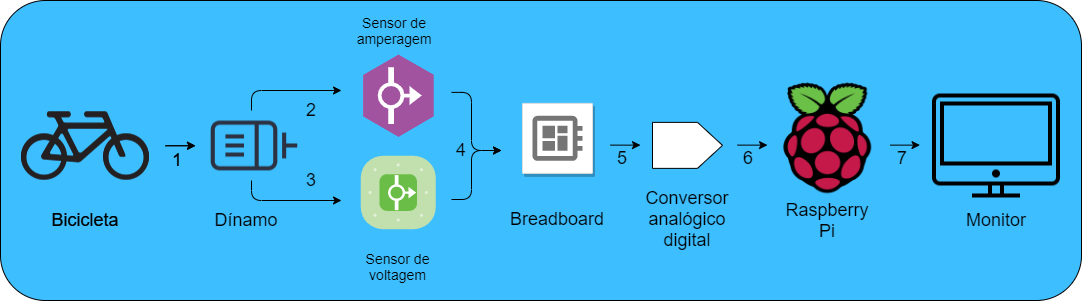 Sensor de
amperagem
2
1
3
4
5
6
7
Bicicleta
Dínamo
Sensor de
voltagem
Breadboard
Conversor
analógico
digital
Raspberry
Pi
Monitor